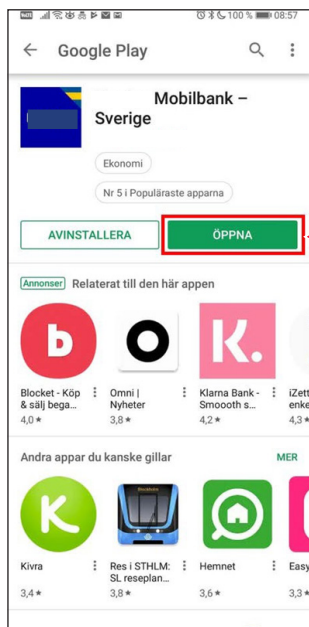 100 % 08:57
Google Play
Mobilbank –
Sverige
Ekonomi
Nr 5 i Populäraste apparna
AVINSTALLERA
ÖPPNA
Annonser Relaterat till den här appen
b
K.
Blocket - Köp
& sälj bega...
4,0 ★
Omni |
Nyheter
3,8 ★
Klarna Bank -
Smoooth s...
4,2 ★
iZett
enke
4,3 ★
Andra appar du kanske gillar
MER
K
Stockholm
Kivra
3,4 ★
Res i STHLM:
SL reseplan...
3,8 ★
Hemnet
3,6 ★
Easy
3,3 ★